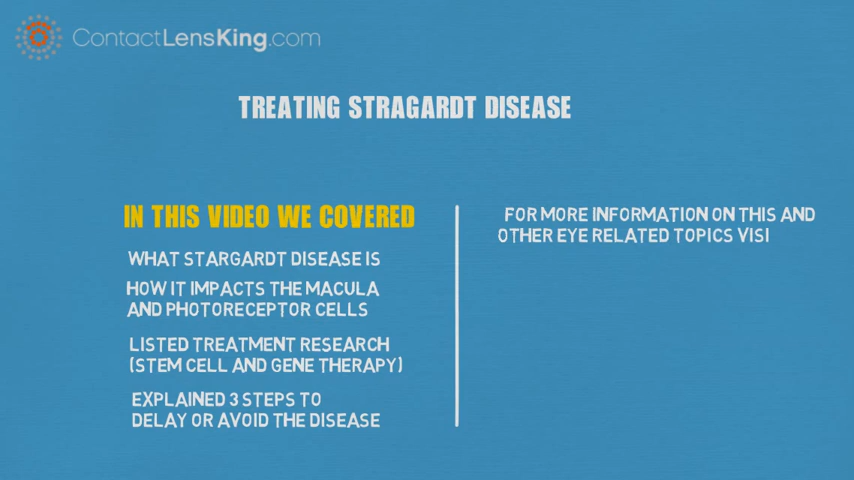 ContactLensKing.com
TREATING STRAGARDT DISEASE
IN THIS VIDEO WE COVERED
WHAT STARGARDT DISEASE IS
HOW IT IMPACTS THE MACULA
AND PHOTORECEPTOR CELLS
LISTED TREATMENT RESEARCH
(STEM CELL AND GENE THERAPY)
EXPLAINED 3 STEPS TO
DELAY OR AVOID THE DISEASE
FOR MORE INFORMATION ON THIS AND
OTHER EYE RELATED TOPICS VISI